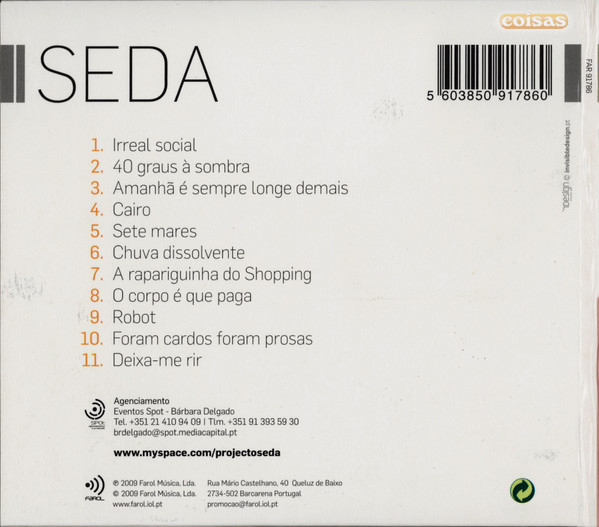 coisas
SEDA
5 603850 917860
FAR 91786
design © invisibledesign.pt
1. Irreal social
2. 40 graus à sombra
3. Amanhã é sempre longe demais
4. Cairo
5. Sete mares
6. Chuva dissolvente
7. A rapariguinha do Shopping
8. O corpo é que paga
9. Robot
10. Foram cardos foram prosas
11. Deixa-me rir
Agenciamento
Eventos Spot - Bárbara Delgado
Tel. +351 21 410 94 09 | Tlm. +351 91 393 59 30
brdelgado@spot.mediacapital.pt
SPOT
www.myspace.com/projectoseda
℗ 2009 Farol Música, Lda. Rua Mário Castelhano, 40 Queluz de Baixo
© 2009 Farol Música, Lda. 2734-502 Barcarena Portugal
www.farol.iol.pt promocao@farol.iol.pt
FAROL